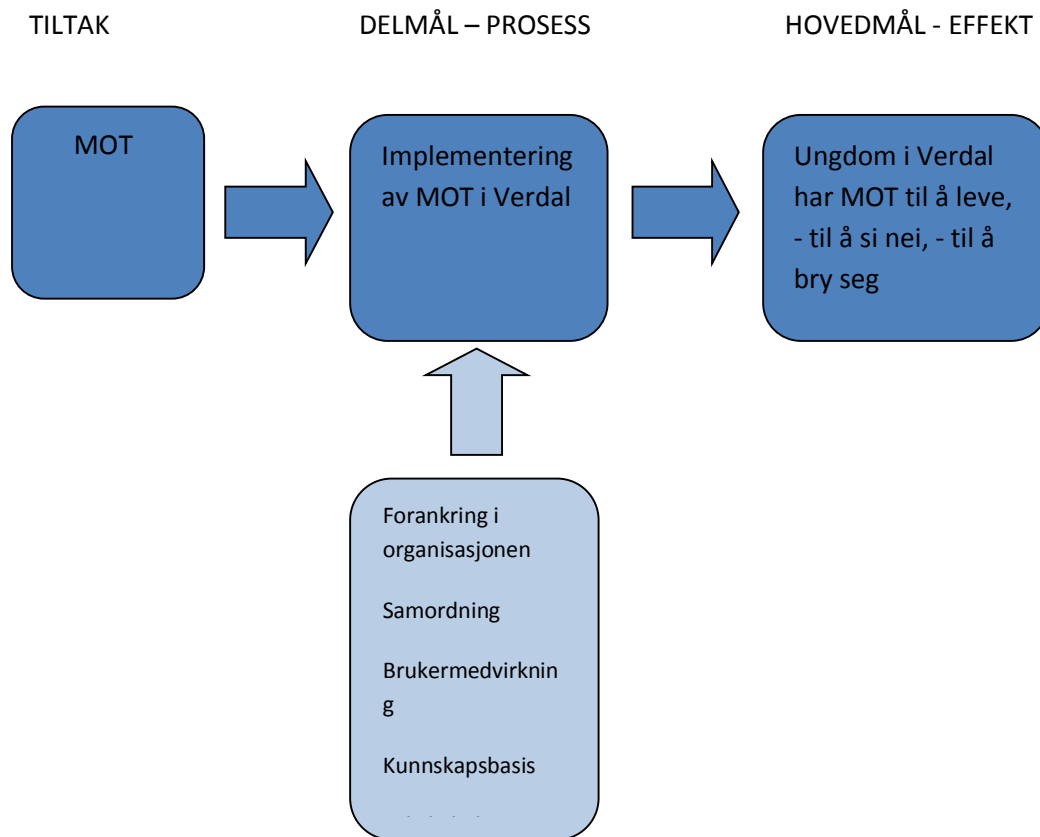 TILTAK
DELMÅL – PROSESS
HOVEDMÅL - EFFEKT
MOT
Implementering
av MOT i Verdal
Ungdom i Verdal
har MOT til å leve,
- til å si nei, - til å
bry seg
Forankring i
organisasjonen
Samordning
Brukermedvirknin
g
Kunnskapsbasis